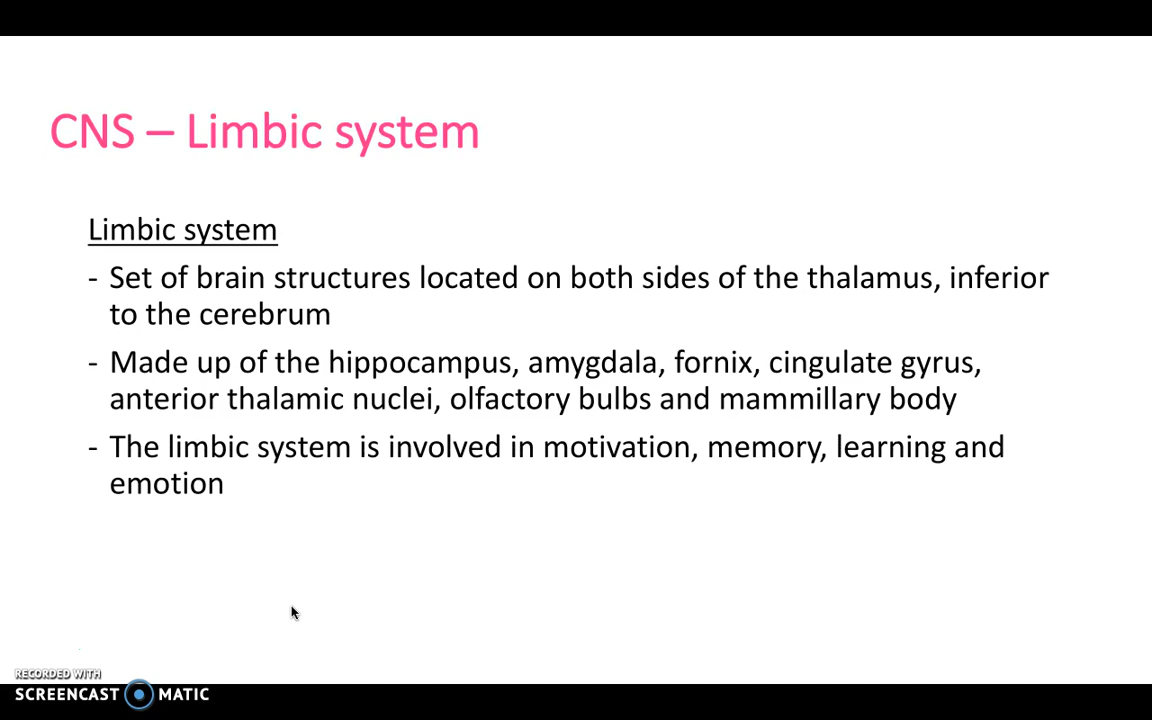 CNS – Limbic system
Limbic system
- Set of brain structures located on both sides of the thalamus, inferior
to the cerebrum
- Made up of the hippocampus, amygdala, fornix, cingulate gyrus,
anterior thalamic nuclei, olfactory bulbs and mammillary body
- The limbic system is involved in motivation, memory, learning and
emotion
RECORDED WITH
SCREENCAST MATIC